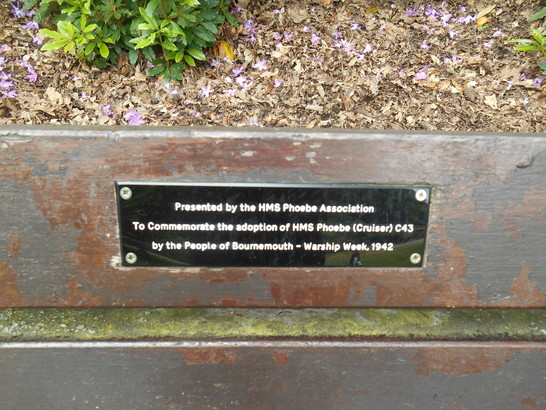 Presented by the HMS Phoebe Association
To Commemorate the adoption of HMS Phoebe (Cruiser) C43
by the People of Bournemouth - Warship Week, 1942